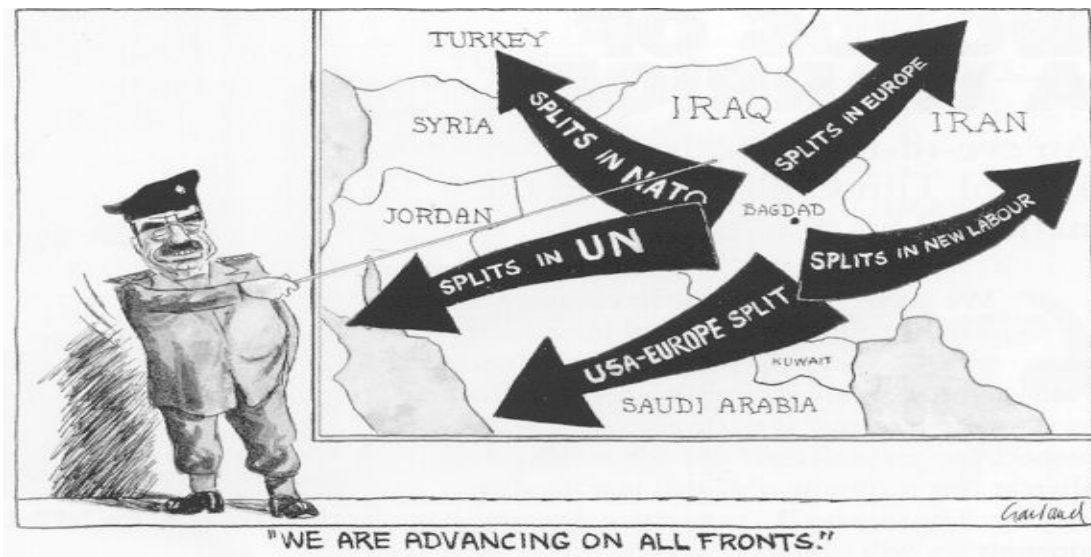 TURKEY
SYRIA
IRAQ
IRAN
JORDAN
BAGDAD
KUWAIT
SAUDI ARABIA
SPLITS IN NATO
SPLITS IN EUROPE
SPLITS IN UN
SPLITS IN NEW LABOUR
USA-EUROPE SPLIT
Garland
"WE ARE ADVANCING ON ALL FRONTS."